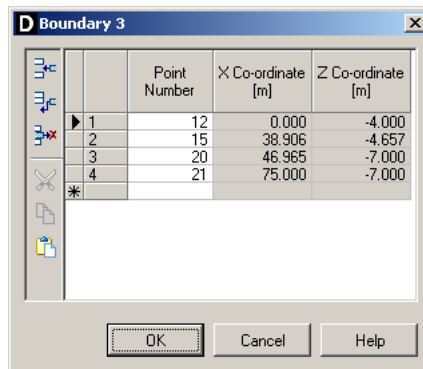 D Boundary 3
Point Number X Co-ordinate [m] Z Co-ordinate [m]
1 12 0.000 -4.000
2 15 38.906 -4.657
3 20 46.965 -7.000
4 21 75.000 -7.000
OK Cancel Help